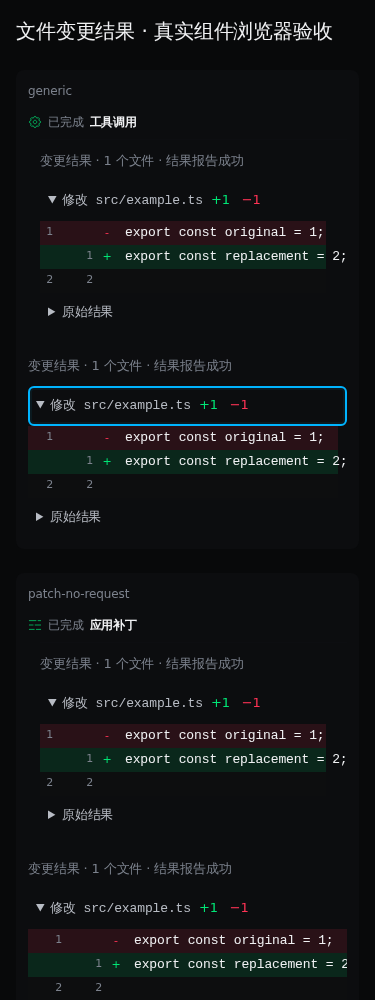 文件变更结果 · 真实组件浏览器验收
generic
已完成 工具调用
变更结果 · 1 个文件 · 结果报告成功
▼ 修改 src/example.ts +1 −1
1 - export const original = 1;
1 + export const replacement = 2;
2 2
▶ 原始结果
变更结果 · 1 个文件 · 结果报告成功
▼ 修改 src/example.ts +1 −1
1 - export const original = 1;
1 + export const replacement = 2;
2 2
▶ 原始结果
patch-no-request
已完成 应用补丁
变更结果 · 1 个文件 · 结果报告成功
▼ 修改 src/example.ts +1 −1
1 - export const original = 1;
1 + export const replacement = 2;
2 2
▶ 原始结果
变更结果 · 1 个文件 · 结果报告成功
▼ 修改 src/example.ts +1 −1
1 - export const original = 1;
1 + export const replacement = 2
2 2